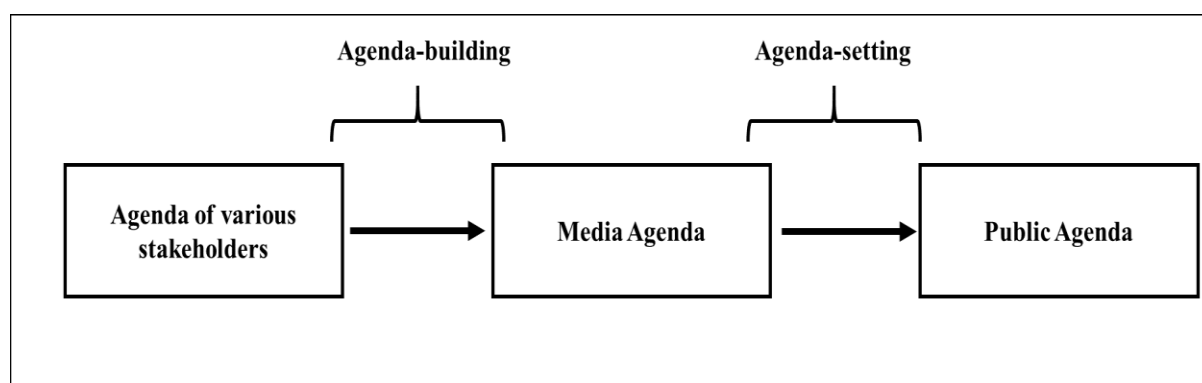 Agenda-building
Agenda-setting
Agenda of various
stakeholders
Media Agenda
Public Agenda